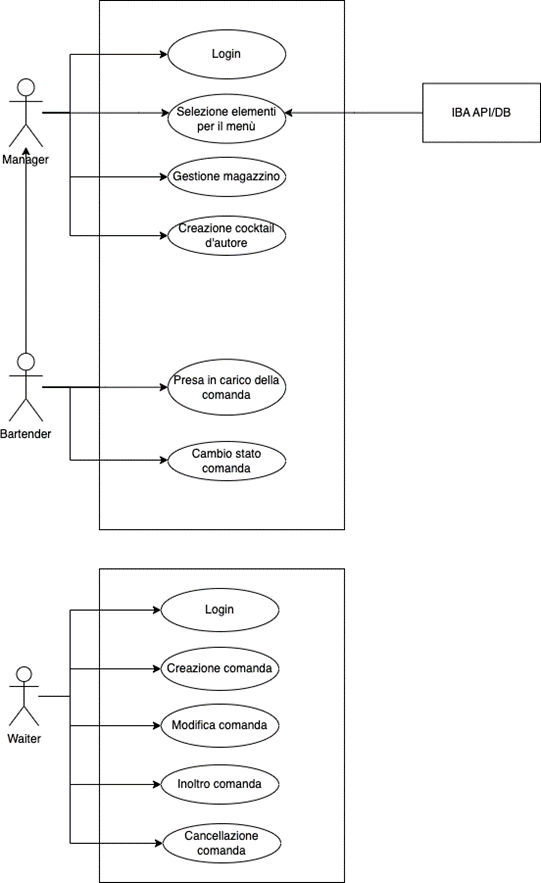 Login
Selezione elementi
per il menù
IBA API/DB
Manager
Gestione magazzino
Creazione cocktail
d'autore
Presa in carico della
comanda
Bartender
Cambio stato
comanda
Login
Creazione comanda
Waiter
Modifica comanda
Inoltro comanda
Cancellazione
comanda